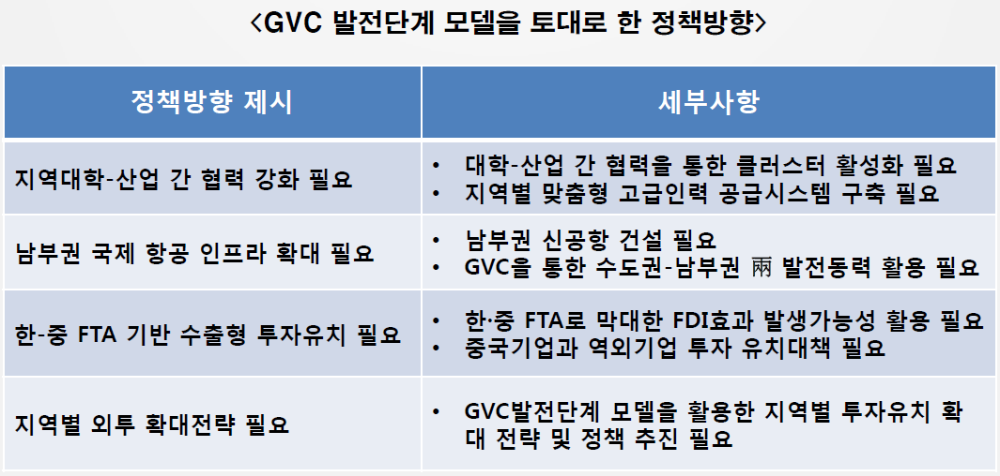 <GVC 발전단계 모델을 토대로 한 정책방향>
정책방향 제시
세부사항
지역대학-산업 간 협력 강화 필요
• 대학-산업 간 협력을 통한 클러스터 활성화 필요
• 지역별 맞춤형 고급인력 공급시스템 구축 필요
남부권 국제 항공 인프라 확대 필요
• 남부권 신공항 건설 필요
• GVC을 통한 수도권-남부권 兩 발전동력 활용 필요
한-중 FTA 기반 수출형 투자유치 필요
• 한·중 FTA로 막대한 FDI효과 발생가능성 활용 필요
• 중국기업과 역외기업 투자 유치대책 필요
지역별 외투 확대전략 필요
• GVC발전단계 모델을 활용한 지역별 투자유치 확
대 전략 및 정책 추진 필요